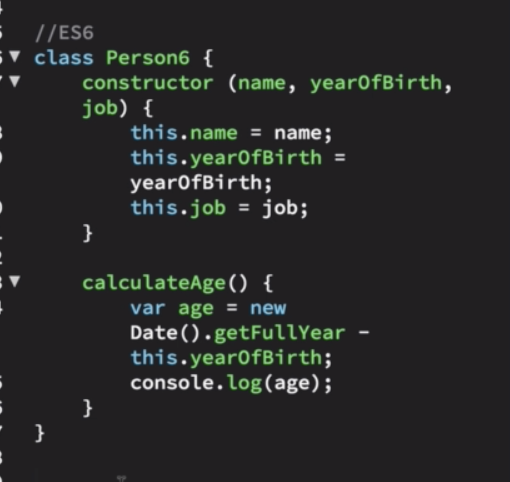 //ES6
class Person6 {
constructor (name, yearOfBirth,
job) {
this.name = name;
this.yearOfBirth =
yearOfBirth;
this.job = job;
}
calculateAge() {
var age = new
Date().getFullYear -
this.yearOfBirth;
console.log(age);
}
}